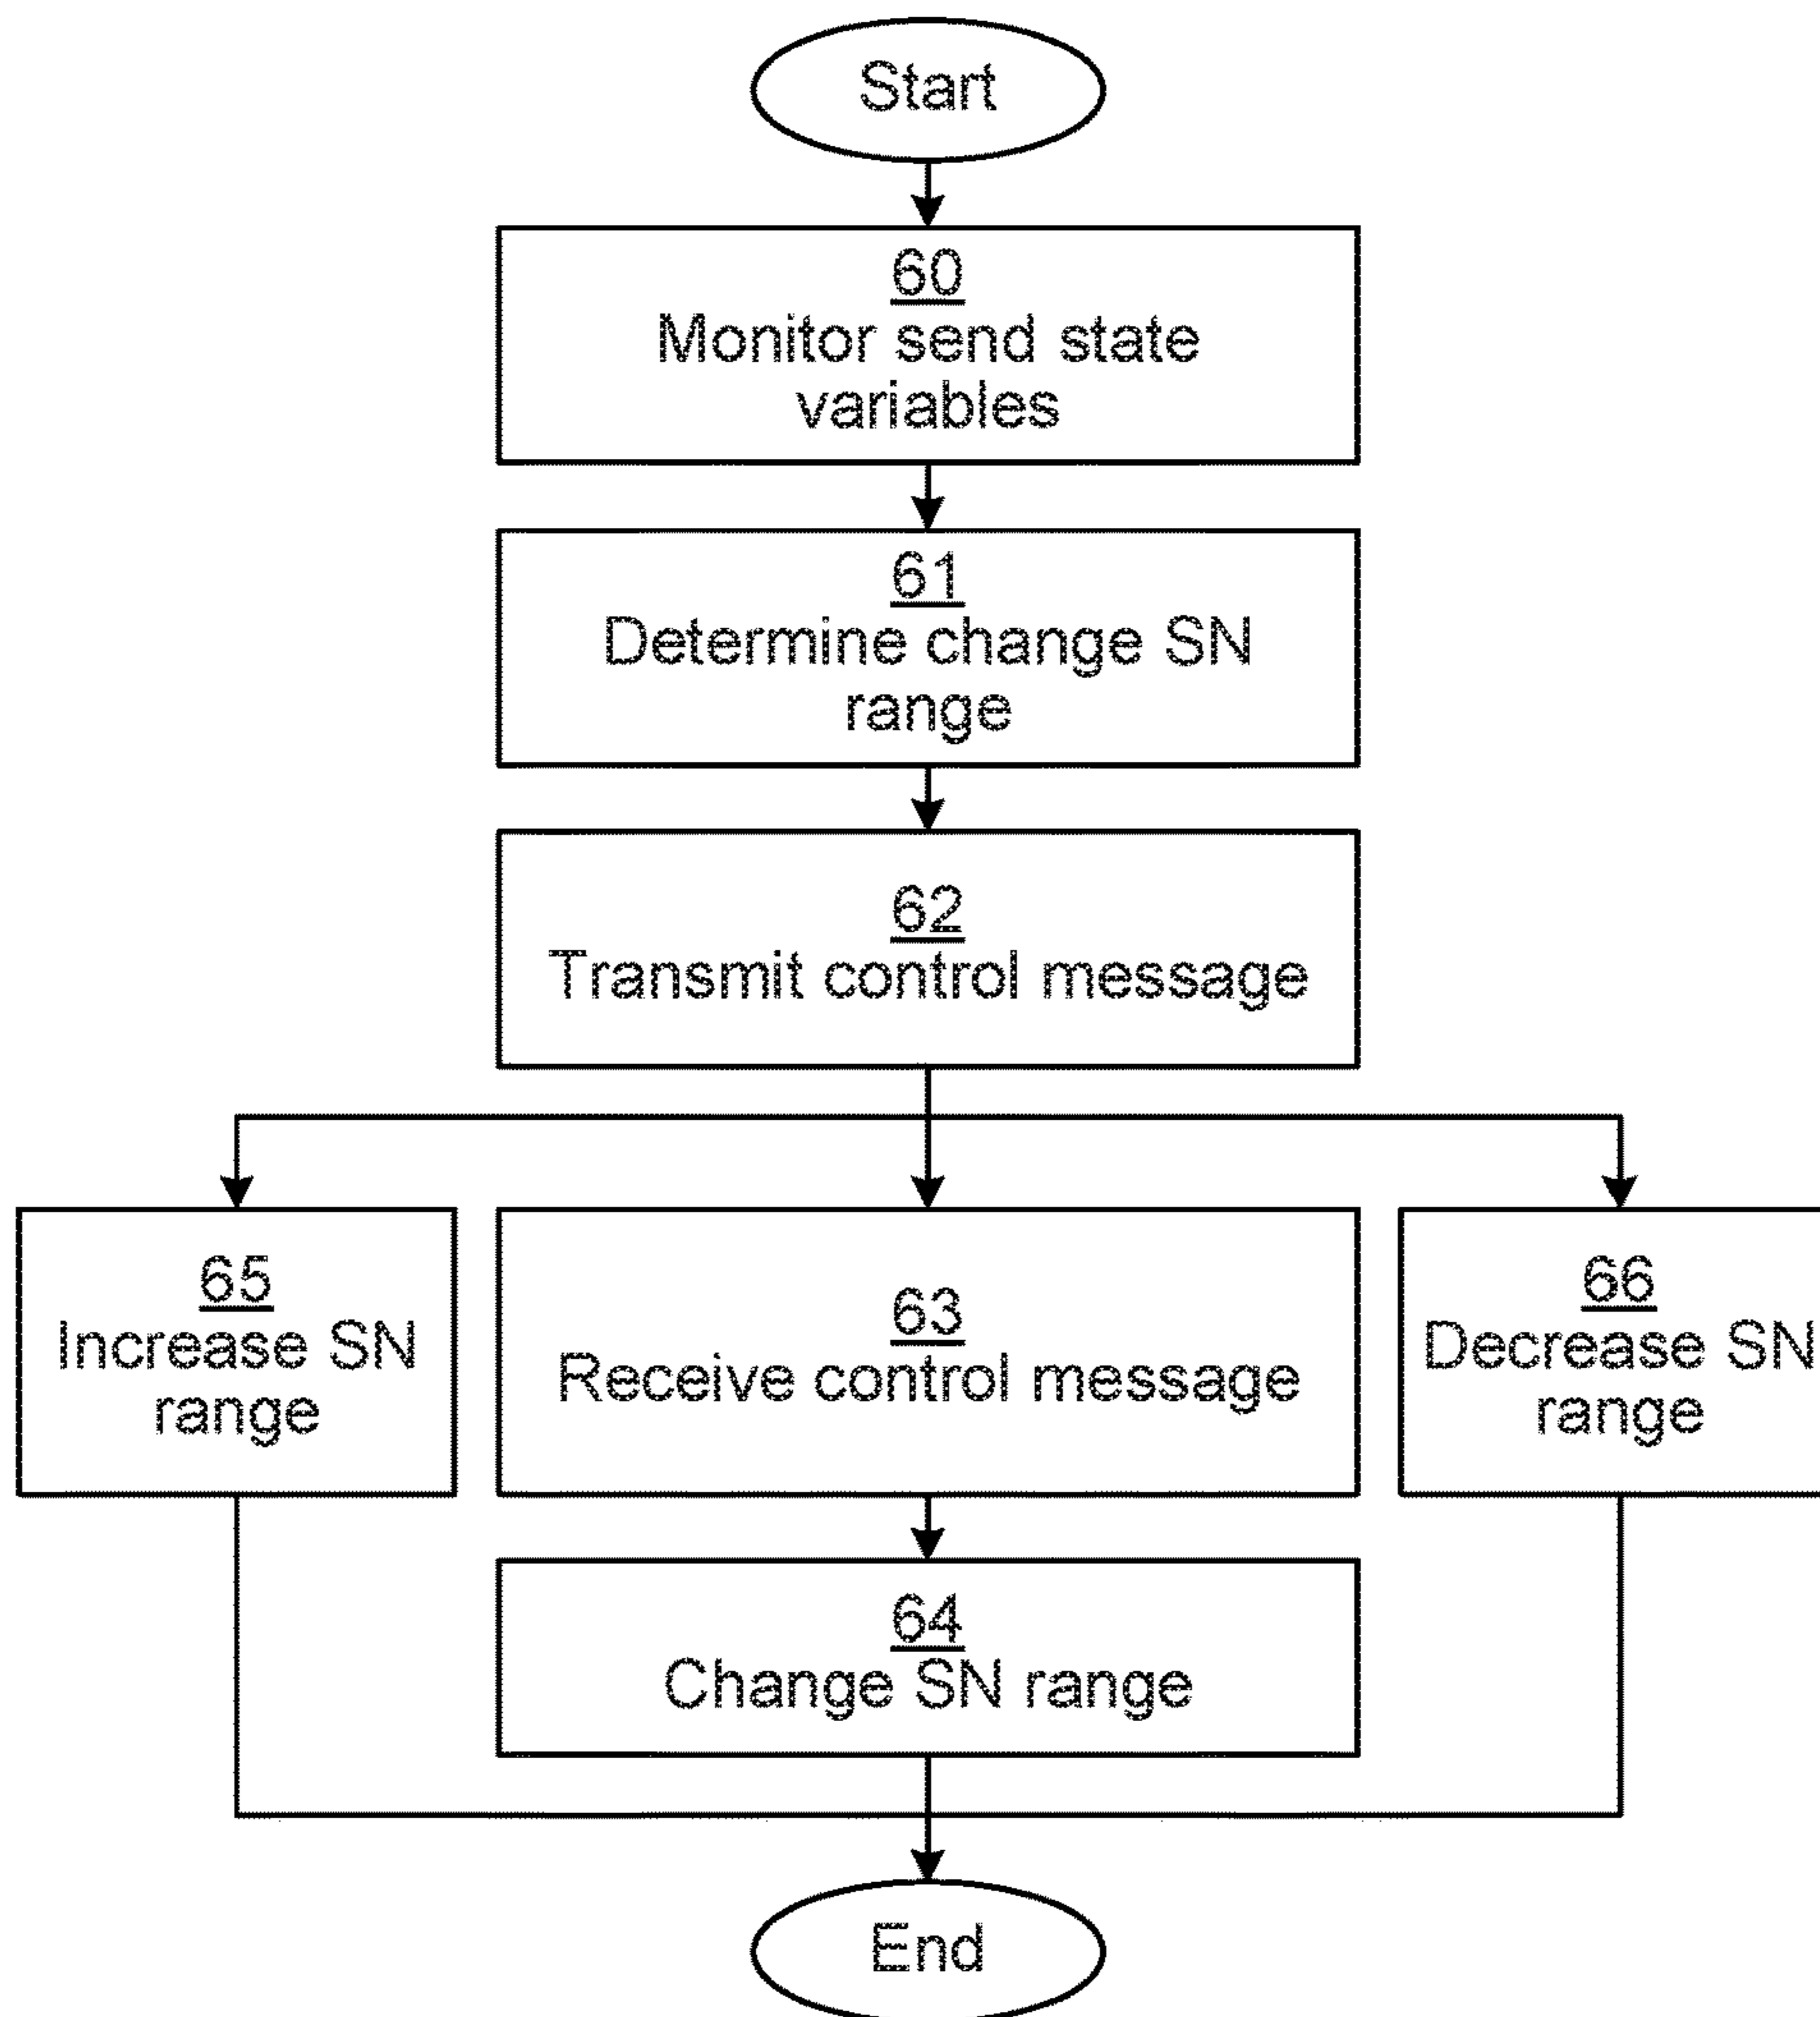 Start
60
Monitor send state
variables
61
Determine change SN
range
62
Transmit control message
65
Increase SN
range
63
Receive control message
66
Decrease SN
range
64
Change SN range
End